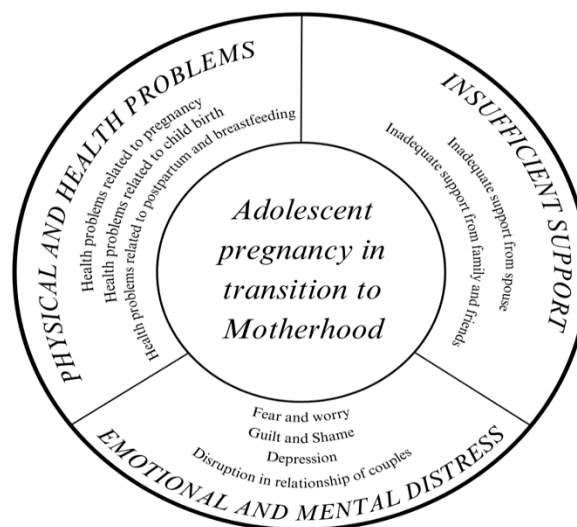 PHYSICAL AND HEALTH PROBLEMS
Health problems related to pregnancy
Health problems related to child birth
Health problems related to postpartum and breastfeeding
INSUFFICIENT SUPPORT
Inadequate support from spouse
Inadequate support from family and friends
Adolescent
pregnancy in
transition to
Motherhood
Fear and worry
Guilt and Shame
Depression
Disruption in relationship of couples
EMOTIONAL AND MENTAL DISTRESS